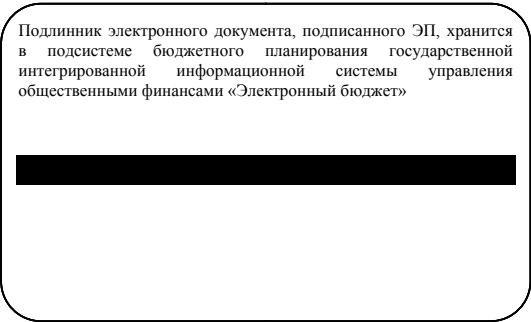 Подлинник электронного документа, подписанного ЭП, хранится
в подсистеме бюджетного планирования государственной
интегрированной информационной системы управления
общественными финансами «Электронный бюджет»